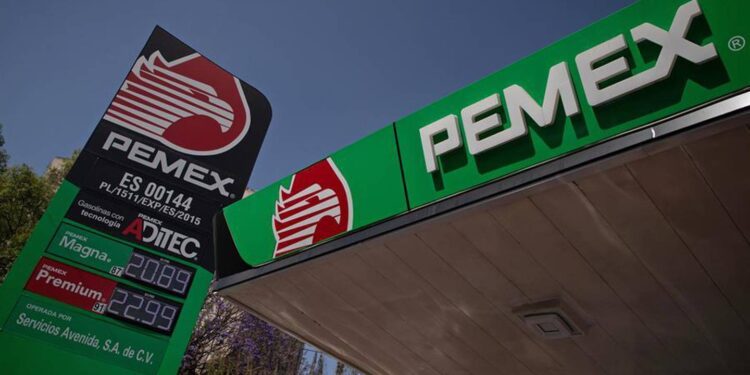 PEMEX®
ES 00144
PL/1511/EXP/ES/2015
Gasolinas con
tecnología
PEMEX
ADITEC.
PEMEX
Magna®
87
20.89
PEMEX
Premium®
91
22.99
OPERADA POR
Servicios Avenida, S.A. de C.V.
PEMEX®